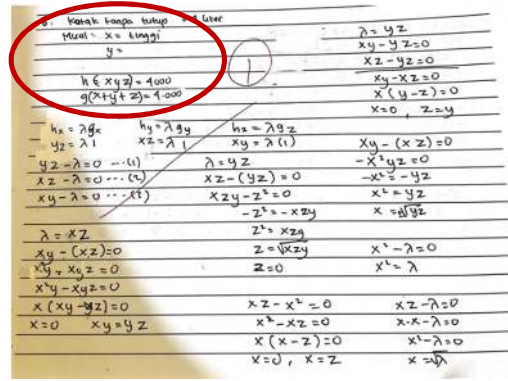 Kotak tanpa tutup = 4 liter
Misal: x = tinggi
y =
h (xyz) = 4000
g(x+y+z) = 4.000
1
hx = λgx hy = λgy hz = λgz
yz = λ1 xz = λ1 xy = λ(1)
yz - λ = 0 ...(1)
xz - λ = 0 ...(2)
xy - λ = 0 ...(3)
λ = yz
xz - (yz) = 0
xzy - z² = 0
-z² = -xzy
z² = xzy
z = √xzy
z = 0
λ = yz
xy - yz = 0
xz - yz = 0
xy - xz = 0
x (y - z) = 0
x = 0, z = y
xy - (xz) = 0
-x²yz = 0
-x² = -yz
x² = yz
x = √yz
λ = xz
xy - (xz) = 0
x²y - xyz = 0
x²y - xyz = 0
x (xy - yz) = 0
x = 0 xy = yz
xz - x² = 0
x² - xz = 0
x (x - z) = 0
x = 0, x = z
x² - λ = 0
x² = λ
xz - λ = 0
x·x - λ = 0
x² - λ = 0
x = √λ